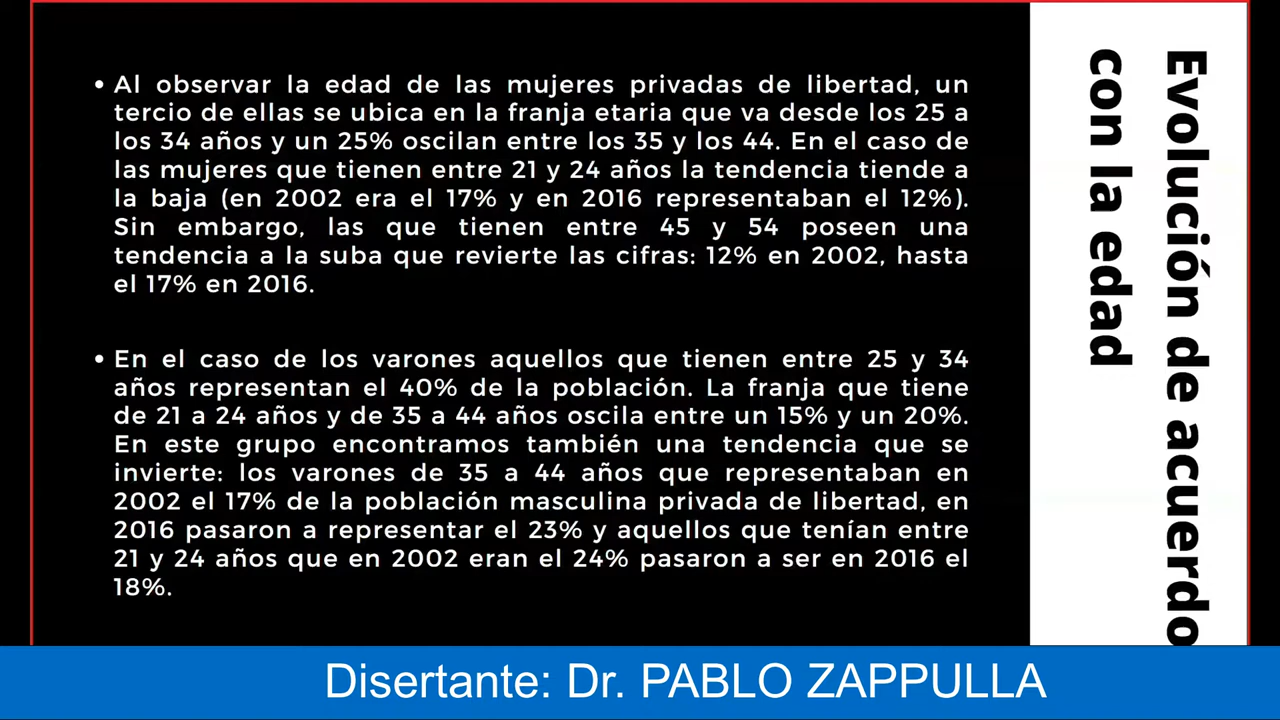 • Al observar la edad de las mujeres privadas de libertad, un
tercio de ellas se ubica en la franja etaria que va desde los 25 a
los 34 años y un 25% oscilan entre los 35 y los 44. En el caso de
las mujeres que tienen entre 21 y 24 años la tendencia tiende a
la baja (en 2002 era el 17% y en 2016 representaban el 12%).
Sin embargo, las que tienen entre 45 y 54 poseen una
tendencia a la suba que revierte las cifras: 12% en 2002, hasta
el 17% en 2016.
• En el caso de los varones aquellos que tienen entre 25 y 34
años representan el 40% de la población. La franja que tiene
de 21 a 24 años y de 35 a 44 años oscila entre un 15% y un 20%.
En este grupo encontramos también una tendencia que se
invierte: los varones de 35 a 44 años que representaban en
2002 el 17% de la población masculina privada de libertad, en
2016 pasaron a representar el 23% y aquellos que tenían entre
21 y 24 años que en 2002 eran el 24% pasaron a ser en 2016 el
18%.
Evolución de acuerdo
con la edad
Disertante: Dr. PABLO ZAPPULLA